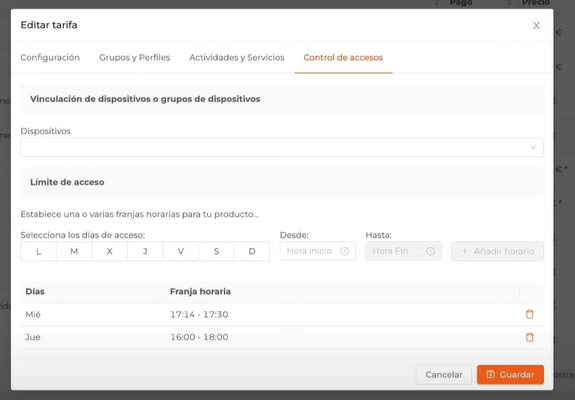 Pago
Precio
Editar tarifa
Configuración
Grupos y Perfiles
Actividades y Servicios
Control de accesos
Vinculación de dispositivos o grupos de dispositivos
Dispositivos
Límite de acceso
Establece una o varias franjas horarias para tu producto...
Selecciona los días de acceso:
Desde:
Hasta:
L M X J V S D
Hora inicio
Hora Fin
+ Añadir horario
Días
Franja horaria
Mié
17:14 - 17:30
Jue
16:00 - 18:00
Cancelar
Guardar